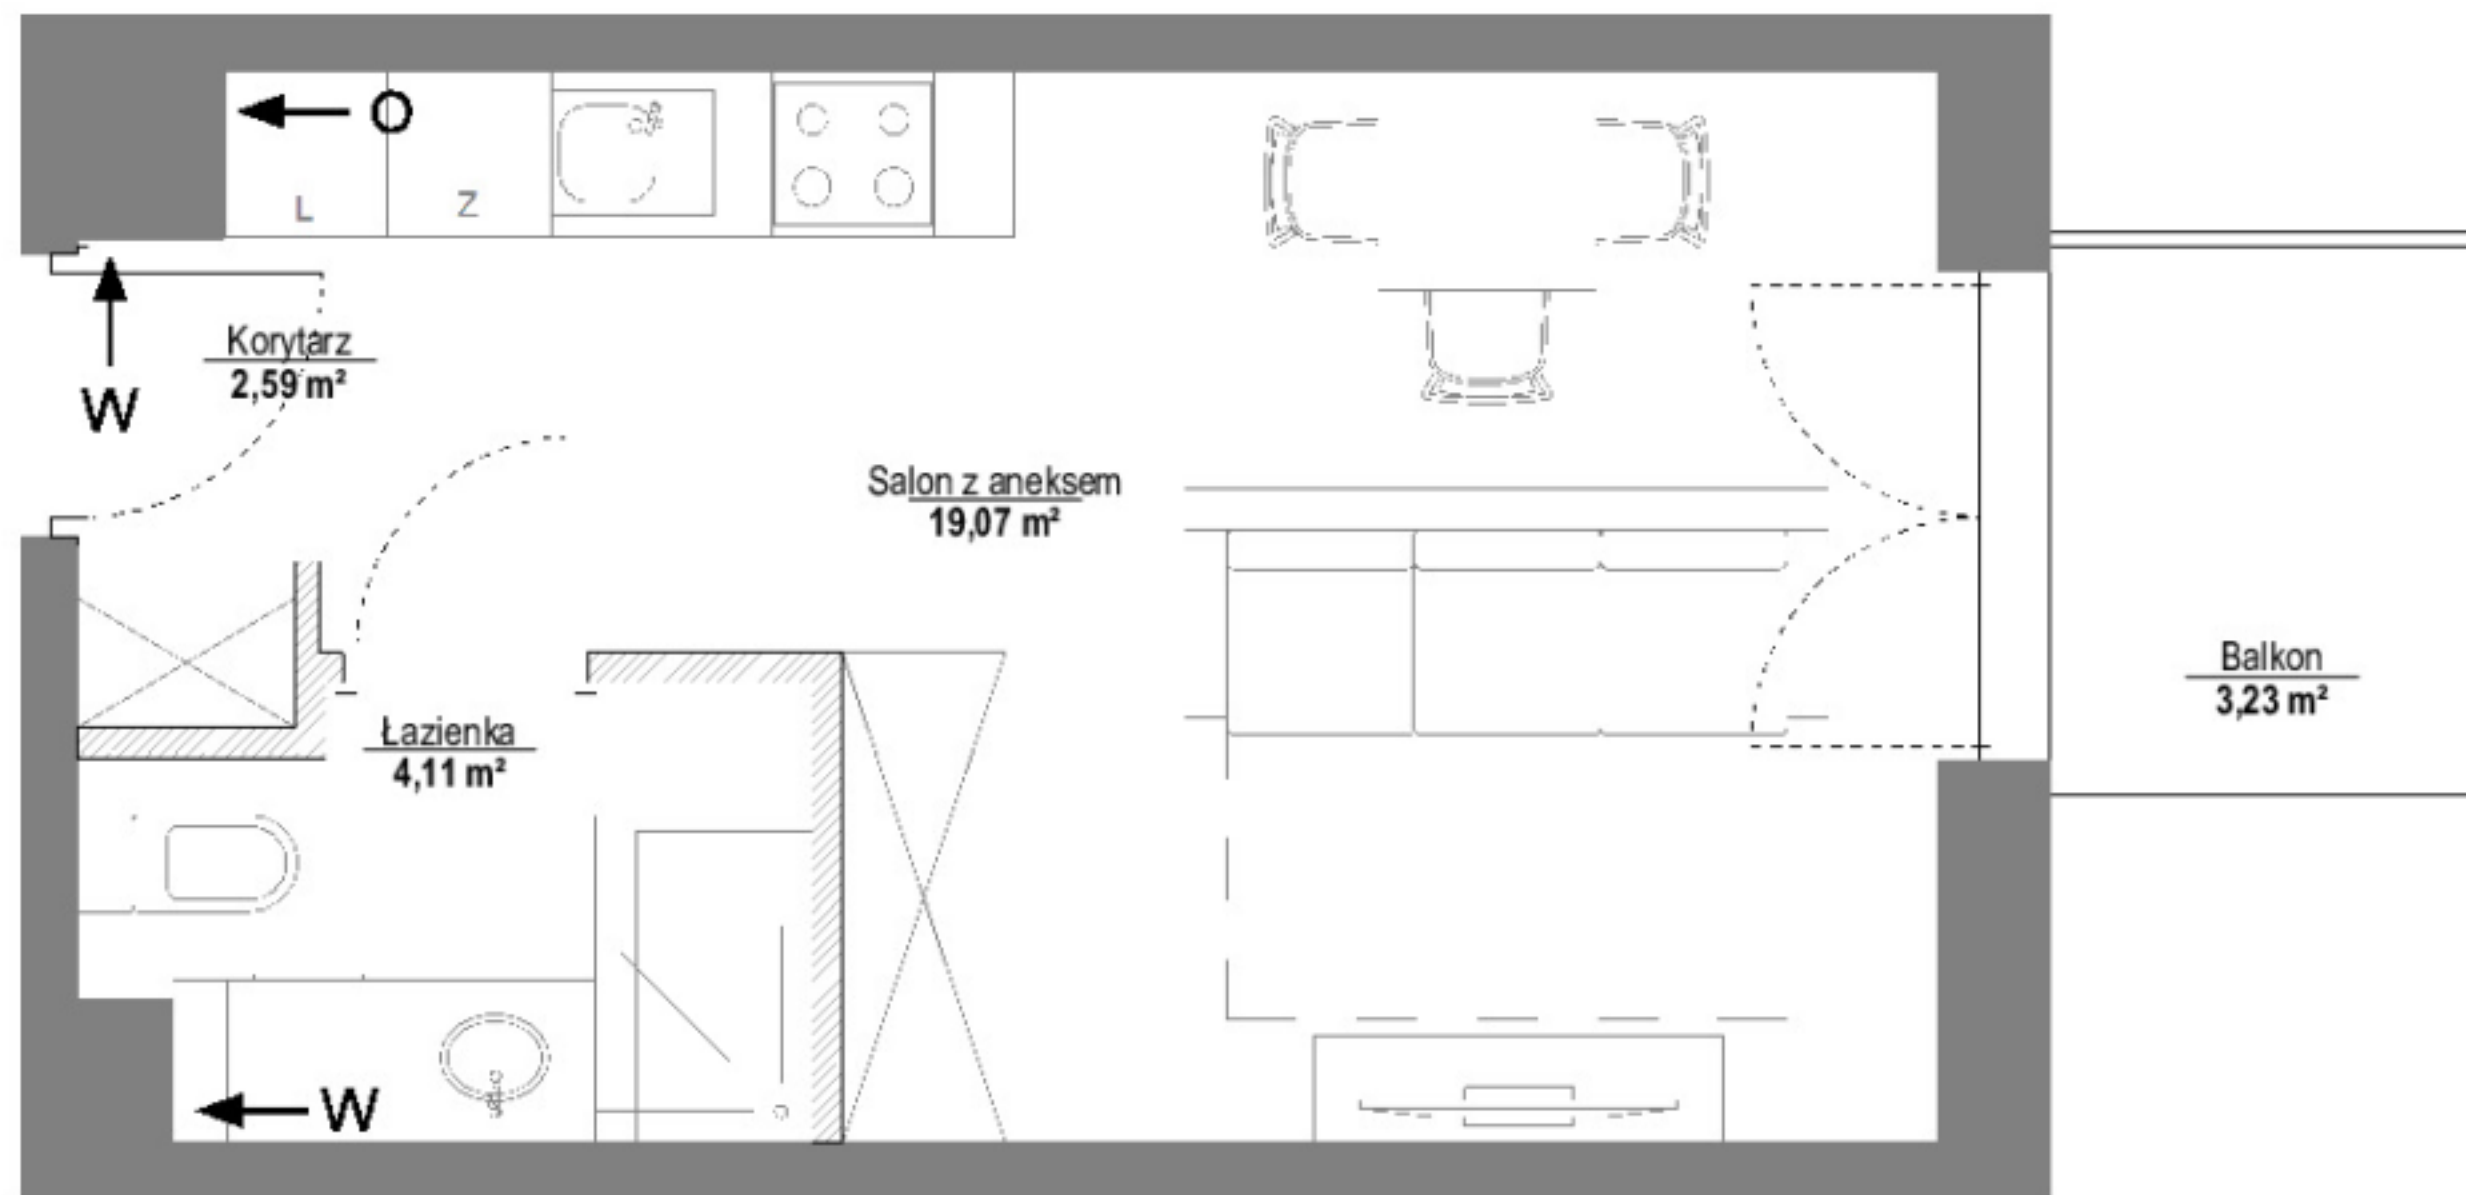 O
L
Z
W
Korytarz
2,59 m²
Salon z aneksem
19,07 m²
Balkon
3,23 m²
Łazienka
4,11 m²
W